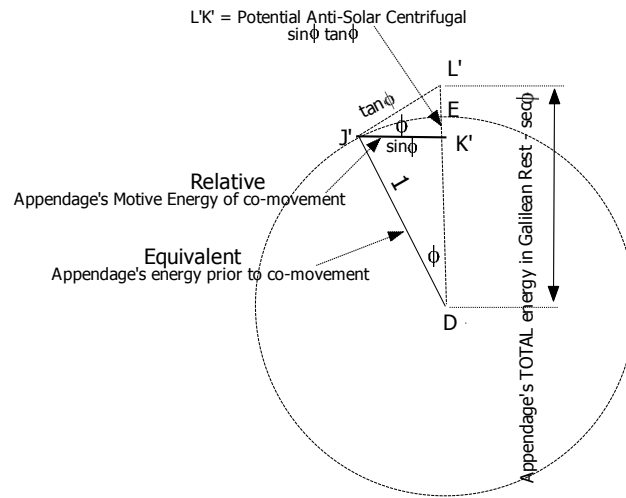 L'K' = Potential Anti-Solar Centrifugal
sinϕ tanϕ
L'
tanϕ
E
ϕ
J'
sinϕ
K'
Relative
Appendage's Motive Energy of co-movement
1
Equivalent
Appendage's energy prior to co-movement
ϕ
D
Appendage's TOTAL energy in Galilean Rest - secϕ